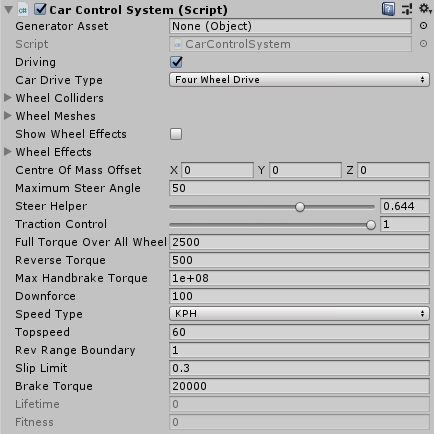 Car Control System (Script)
Generator Asset None (Object)
Script CarControlSystem
Driving
Car Drive Type Four Wheel Drive
Wheel Colliders
Wheel Meshes
Show Wheel Effects
Wheel Effects
Centre Of Mass Offset X 0 Y 0 Z 0
Maximum Steer Angle 50
Steer Helper 0.644
Traction Control 1
Full Torque Over All Wheel 2500
Reverse Torque 500
Max Handbrake Torque 1e+08
Downforce 100
Speed Type KPH
Topspeed 60
Rev Range Boundary 1
Slip Limit 0.3
Brake Torque 20000
Lifetime 0
Fitness 0